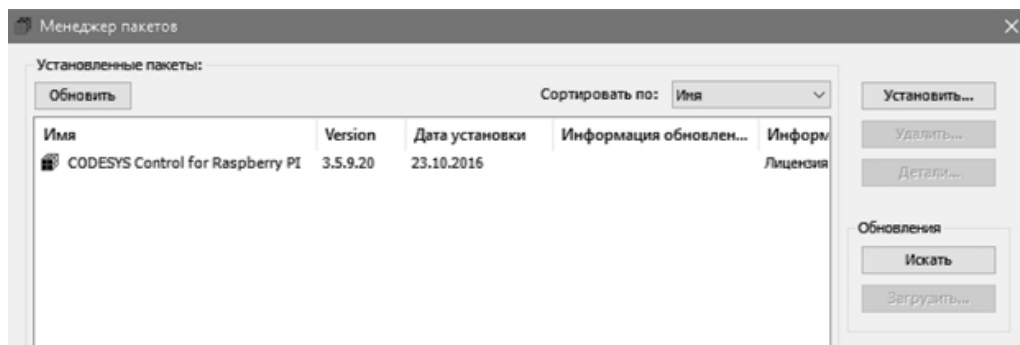 Менеджер пакетов
Установленные пакеты:
Обновить Сортировать по: Имя Установить...
Имя Version Дата установки Информация обновлен... Информ Удалить...
CODESYS Control for Raspberry PI 3.5.9.20 23.10.2016 Лицензия
Детали...
Обновления
Искать
Загрузить...